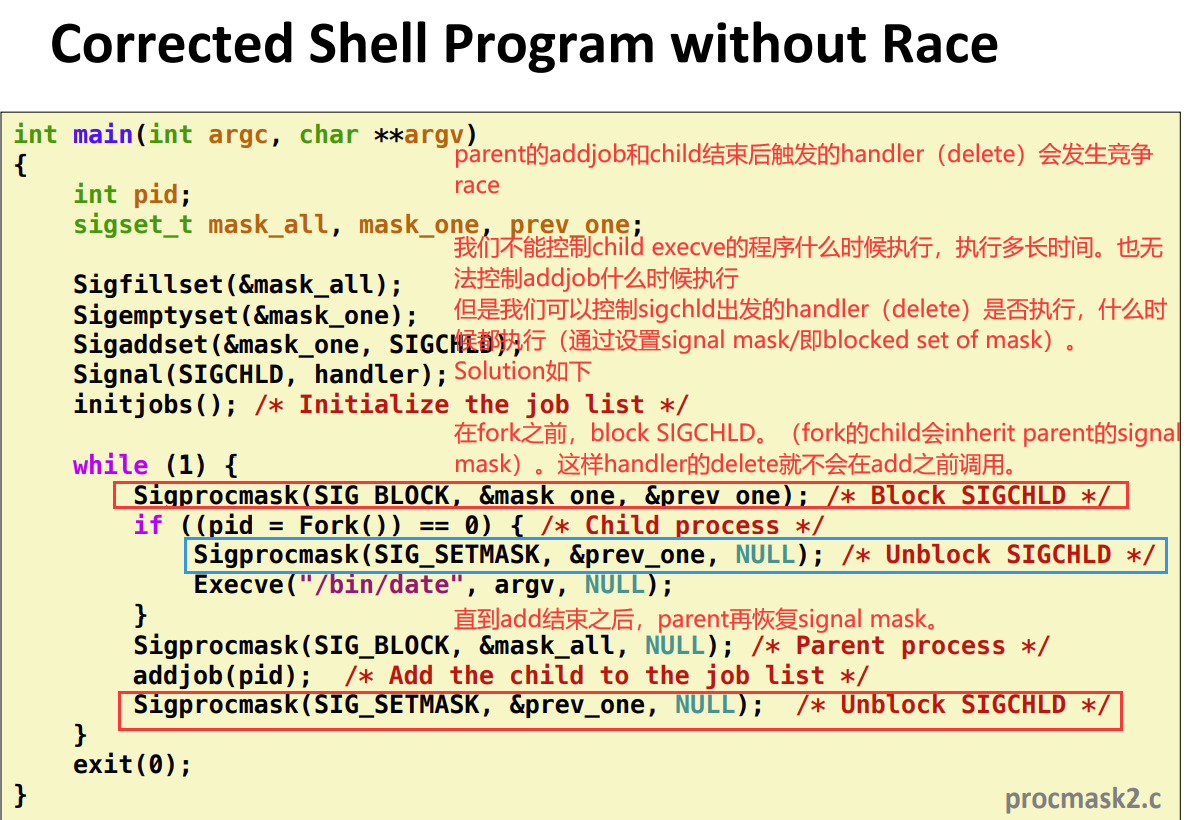 Corrected Shell Program without Race
int main(int argc, char **argv)
{
parent的addjob和child结束后触发的handler（delete）会发生竞争
race
int pid;
sigset_t mask_all, mask_one, prev_one;
我们不能控制child execve的程序什么时候执行，执行多长时间。也无
法控制addjob什么时候执行
Sigfillset(&mask_all);
但是我们可以控制sigchld出发的handler（delete）是否执行，什么时
Sigemptyset(&mask_one);
候都执行（通过设置signal mask/即blocked set of mask）。
Sigaddset(&mask_one, SIGCHLD);
Solution如下
Signal(SIGCHLD, handler);
initjobs(); /* Initialize the job list */
在fork之前，block SIGCHLD。（fork的child会inherit parent的signal
mask）。这样handler的delete就不会在add之前调用。
while (1) {
Sigprocmask(SIG_BLOCK, &mask_one, &prev_one); /* Block SIGCHLD */
if ((pid = Fork()) == 0) { /* Child process */
Sigprocmask(SIG_SETMASK, &prev_one, NULL); /* Unblock SIGCHLD */
Execve("/bin/date", argv, NULL);
}
直到add结束之后，parent再恢复signal mask。
Sigprocmask(SIG_BLOCK, &mask_all, NULL); /* Parent process */
addjob(pid); /* Add the child to the job list */
Sigprocmask(SIG_SETMASK, &prev_one, NULL); /* Unblock SIGCHLD */
}
exit(0);
}
procmask2.c